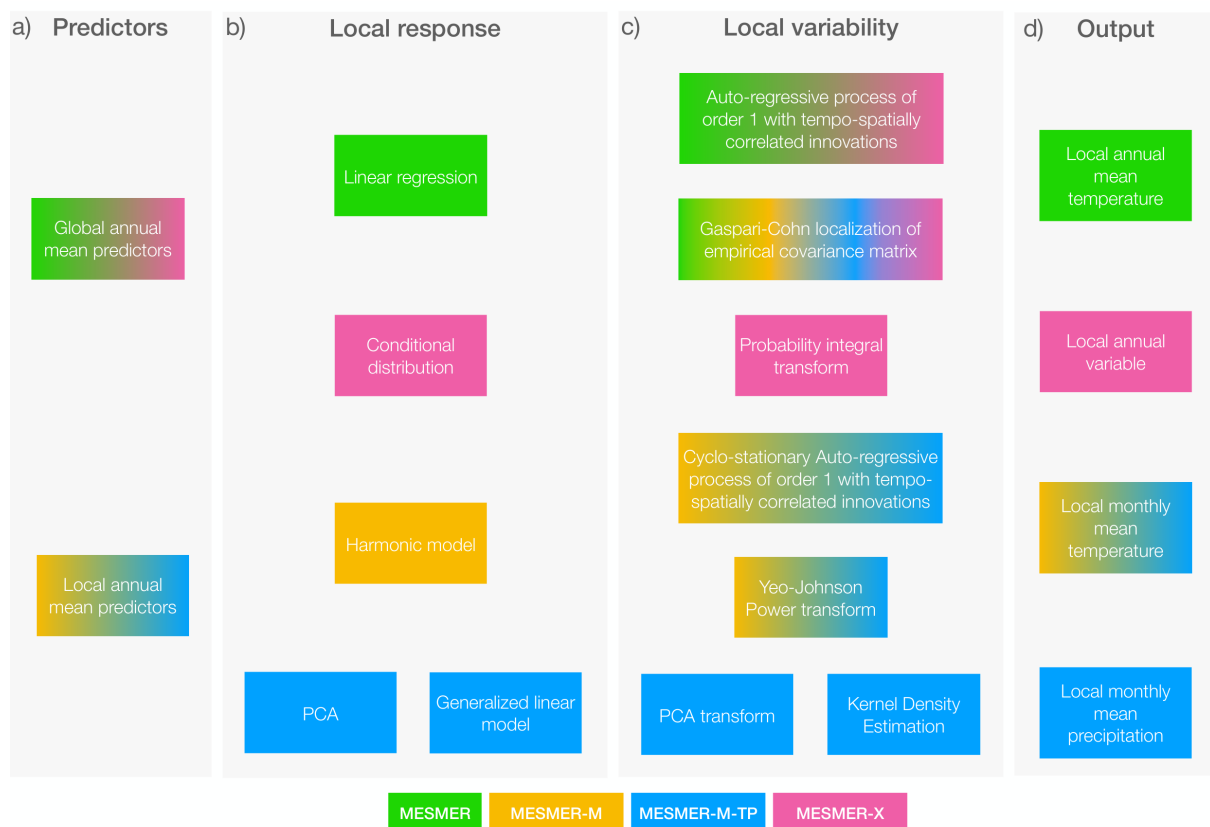 a) Predictors
Global annual
mean predictors
Local annual
mean predictors
b) Local response
Linear regression
Conditional
distribution
Harmonic model
PCA
Generalized linear
model
c) Local variability
Auto-regressive process of
order 1 with tempo-spatially
correlated innovations
Gaspari-Cohn localization of
empirical covariance matrix
Probability integral
transform
Cyclo-stationary Auto-regressive
process of order 1 with tempo-
spatially correlated innovations
Yeo-Johnson
Power transform
PCA transform
Kernel Density
Estimation
d) Output
Local annual
mean
temperature
Local annual
variable
Local monthly
mean
temperature
Local monthly
mean
precipitation
MESMER
MESMER-M
MESMER-M-TP
MESMER-X